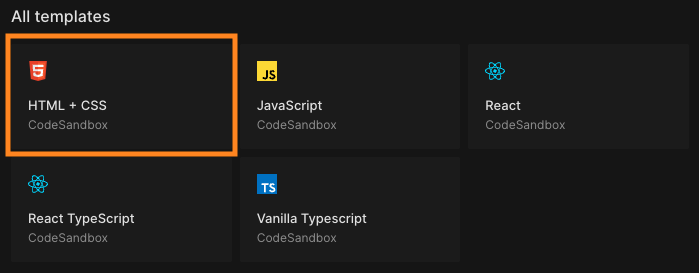 All templates
5
JS
HTML + CSS
JavaScript
React
CodeSandbox
CodeSandbox
CodeSandbox
TS
React TypeScript
Vanilla Typescript
CodeSandbox
CodeSandbox